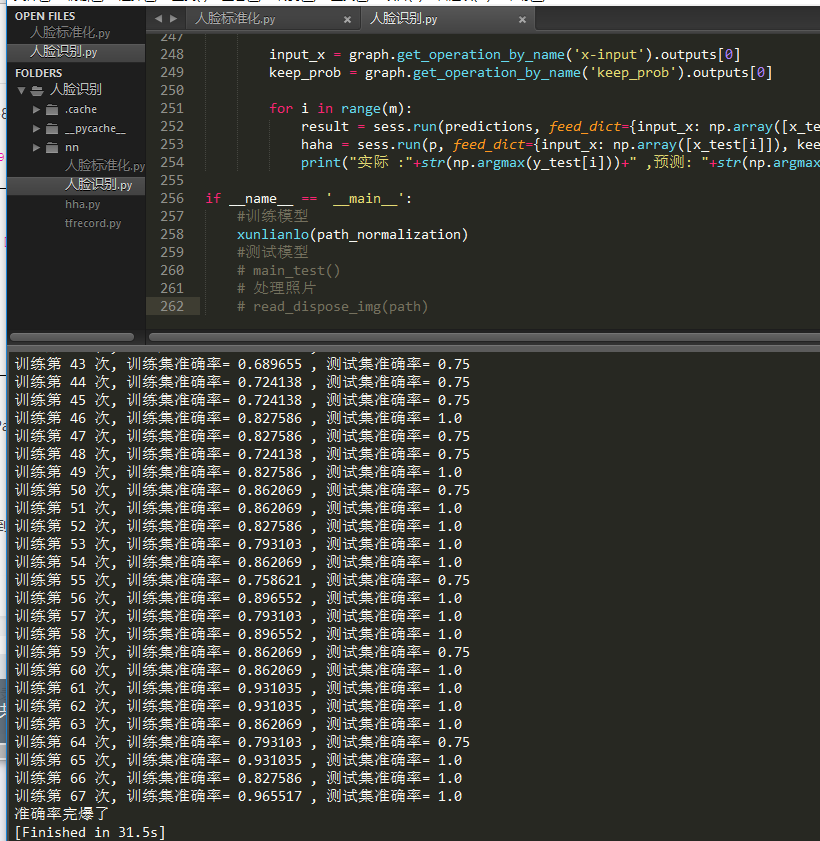 OPEN FILES
人脸标准化.py
人脸识别.py
FOLDERS
人脸识别
.cache
__pycache__
nn
人脸标准化.py
人脸识别.py
hha.py
tfrecord.py
人脸标准化.py × 人脸识别.py ×
247
248 input_x = graph.get_operation_by_name('x-input').outputs[0]
249 keep_prob = graph.get_operation_by_name('keep_prob').outputs[0]
250
251 for i in range(m):
252 result = sess.run(predictions, feed_dict={input_x: np.array([x_te
253 haha = sess.run(p, feed_dict={input_x: np.array([x_test[i]]), kee
254 print("实际 :"+str(np.argmax(y_test[i]))+" ,预测: "+str(np.argmax
255
256 if __name__ == '__main__':
257 #训练模型
258 xunlianlo(path_normalization)
259 #测试模型
260 # main_test()
261 # 处理照片
262 # read_dispose_img(path)
训练第 43 次, 训练集准确率= 0.689655 , 测试集准确率= 0.75
训练第 44 次, 训练集准确率= 0.724138 , 测试集准确率= 0.75
训练第 45 次, 训练集准确率= 0.724138 , 测试集准确率= 0.75
训练第 46 次, 训练集准确率= 0.827586 , 测试集准确率= 1.0
训练第 47 次, 训练集准确率= 0.827586 , 测试集准确率= 0.75
训练第 48 次, 训练集准确率= 0.724138 , 测试集准确率= 0.75
训练第 49 次, 训练集准确率= 0.827586 , 测试集准确率= 1.0
训练第 50 次, 训练集准确率= 0.862069 , 测试集准确率= 0.75
训练第 51 次, 训练集准确率= 0.862069 , 测试集准确率= 1.0
训练第 52 次, 训练集准确率= 0.827586 , 测试集准确率= 1.0
训练第 53 次, 训练集准确率= 0.793103 , 测试集准确率= 1.0
训练第 54 次, 训练集准确率= 0.862069 , 测试集准确率= 1.0
训练第 55 次, 训练集准确率= 0.758621 , 测试集准确率= 0.75
训练第 56 次, 训练集准确率= 0.896552 , 测试集准确率= 1.0
训练第 57 次, 训练集准确率= 0.793103 , 测试集准确率= 1.0
训练第 58 次, 训练集准确率= 0.896552 , 测试集准确率= 1.0
训练第 59 次, 训练集准确率= 0.862069 , 测试集准确率= 0.75
训练第 60 次, 训练集准确率= 0.862069 , 测试集准确率= 1.0
训练第 61 次, 训练集准确率= 0.931035 , 测试集准确率= 1.0
训练第 62 次, 训练集准确率= 0.931035 , 测试集准确率= 1.0
训练第 63 次, 训练集准确率= 0.862069 , 测试集准确率= 1.0
训练第 64 次, 训练集准确率= 0.793103 , 测试集准确率= 0.75
训练第 65 次, 训练集准确率= 0.931035 , 测试集准确率= 1.0
训练第 66 次, 训练集准确率= 0.827586 , 测试集准确率= 1.0
训练第 67 次, 训练集准确率= 0.965517 , 测试集准确率= 1.0
准确率完爆了
[Finished in 31.5s]